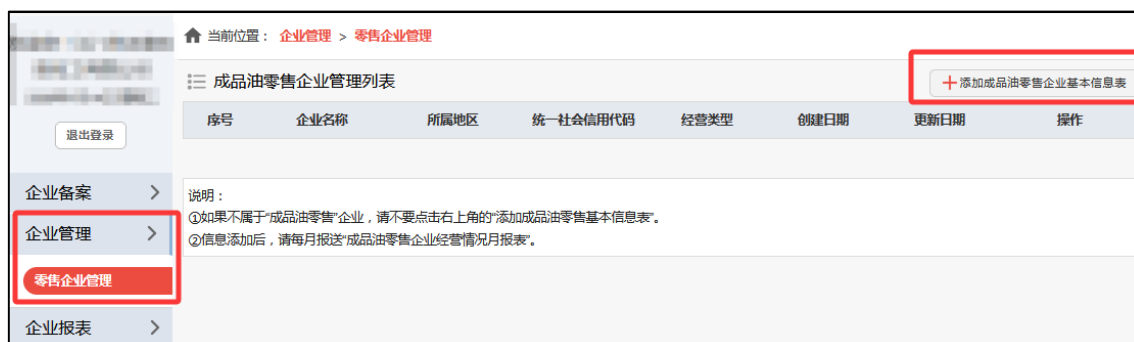 当前位置： 企业管理 > 零售企业管理
成品油零售企业管理列表
添加成品油零售企业基本信息表
序号 企业名称 所属地区 统一社会信用代码 经营类型 创建日期 更新日期 操作
退出登录
企业备案
企业管理
零售企业管理
企业报表
说明：
①如果不属于“成品油零售”企业，请不要点击右上角的“添加成品油零售基本信息表”。
②信息添加后，请每月报送“成品油零售企业经营情况月报表”。